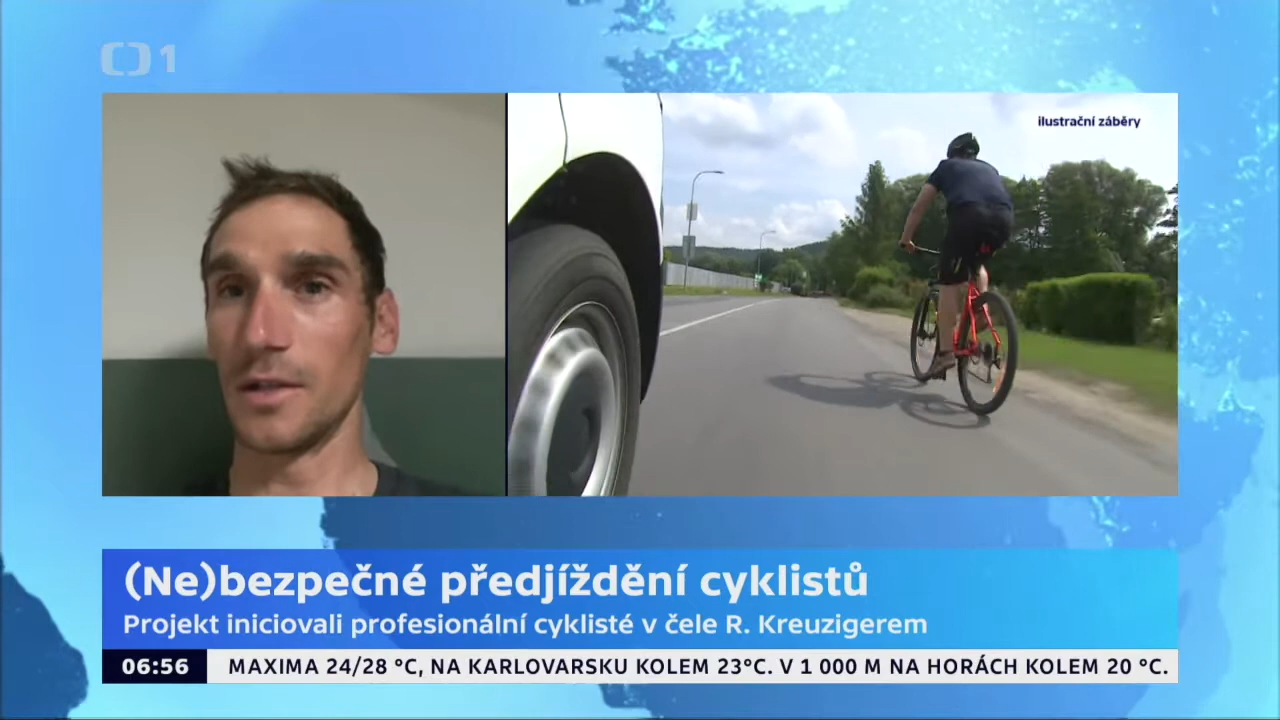 1
ilustrační záběry
(Ne)bezpečné předjíždění cyklistů
Projekt iniciovali profesionální cyklisté v čele R. Kreuzigerem
06:56 MAXIMA 24/28 °C, NA KARLOVARSKU KOLEM 23°C. V 1 000 M NA HORÁCH KOLEM 20 °C.